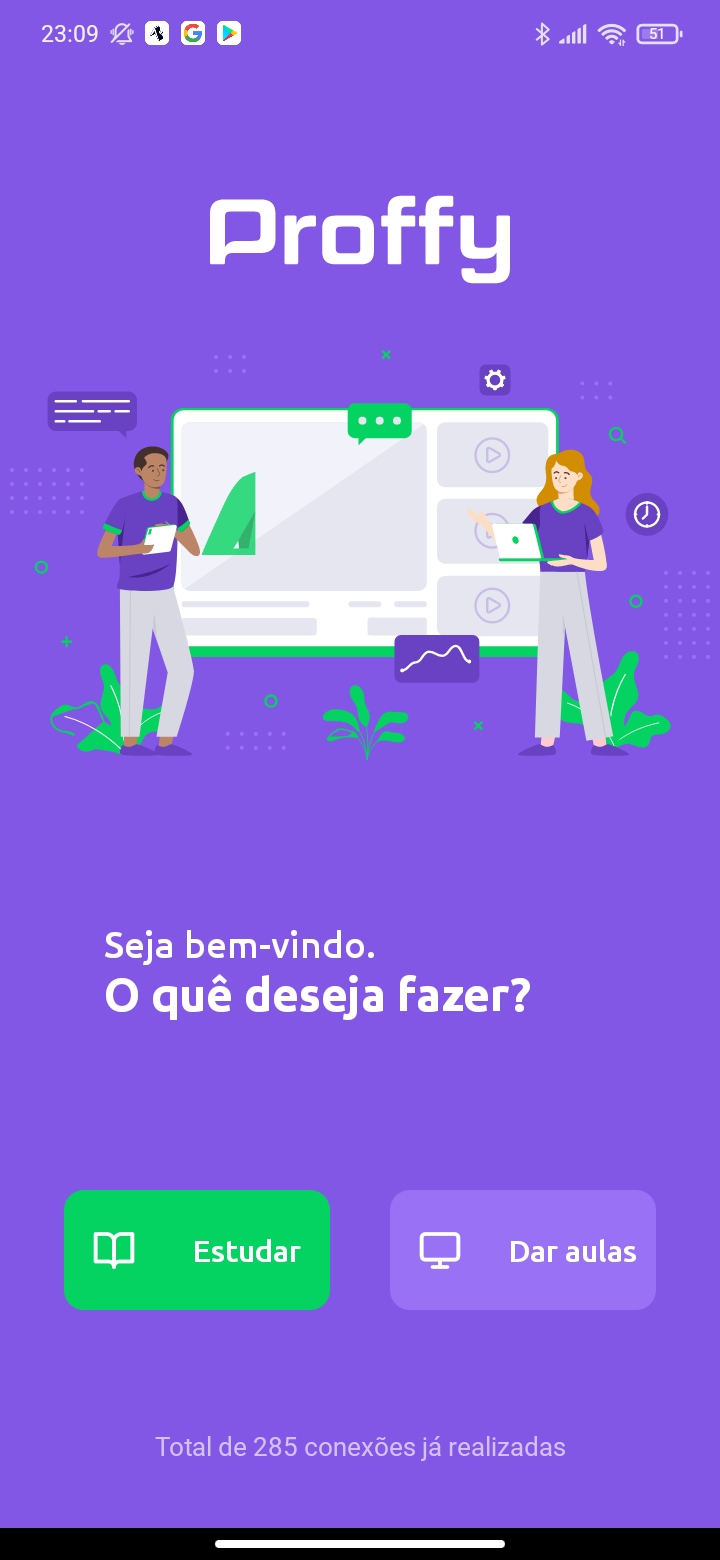 23:09
51
Proffy
Seja bem-vindo.
O quê deseja fazer?
Estudar
Dar aulas
Total de 285 conexões já realizadas